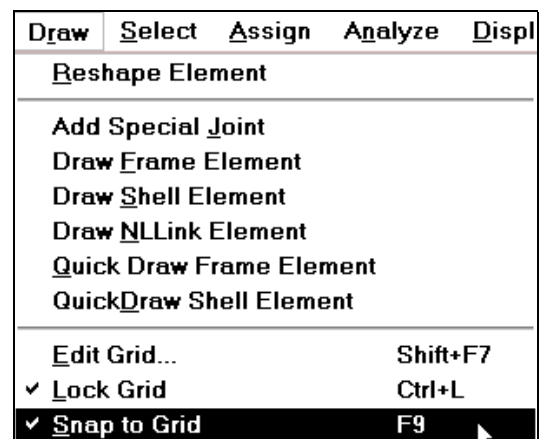 Draw Select Assign Analyze Displ
Reshape Element
Add Special Joint
Draw Frame Element
Draw Shell Element
Draw NLLink Element
Quick Draw Frame Element
QuickDraw Shell Element
Edit Grid... Shift+F7
✓ Lock Grid Ctrl+L
✓ Snap to Grid F9